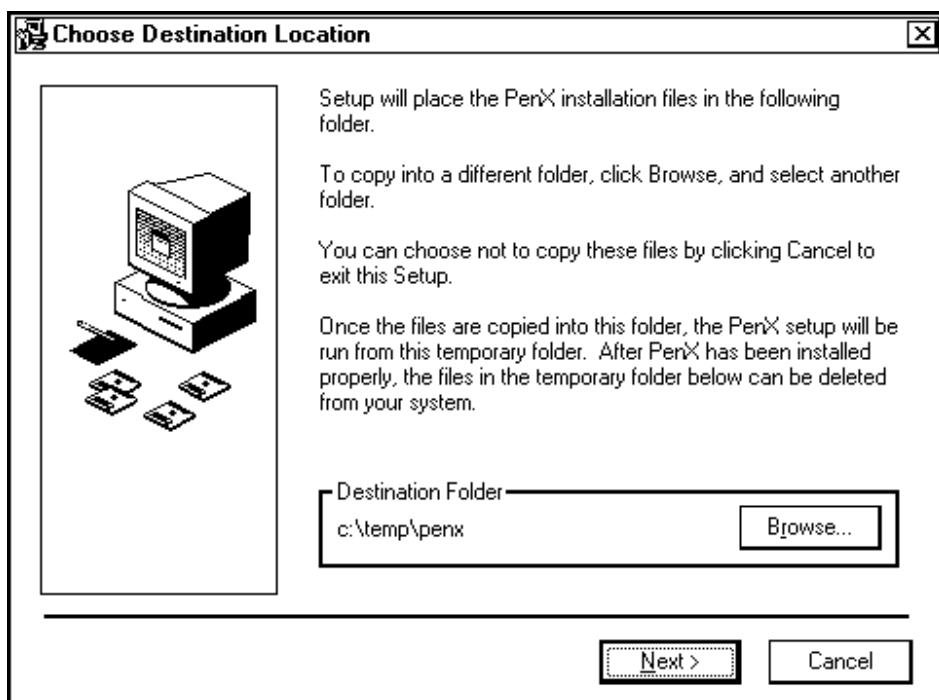 Choose Destination Location
Setup will place the PenX installation files in the following
folder.
To copy into a different folder, click Browse, and select another
folder.
You can choose not to copy these files by clicking Cancel to
exit this Setup.
Once the files are copied into this folder, the PenX setup will be
run from this temporary folder.  After PenX has been installed
properly, the files in the temporary folder below can be deleted
from your system.
Destination Folder
c:\temp\penx
Browse...
Next >
Cancel